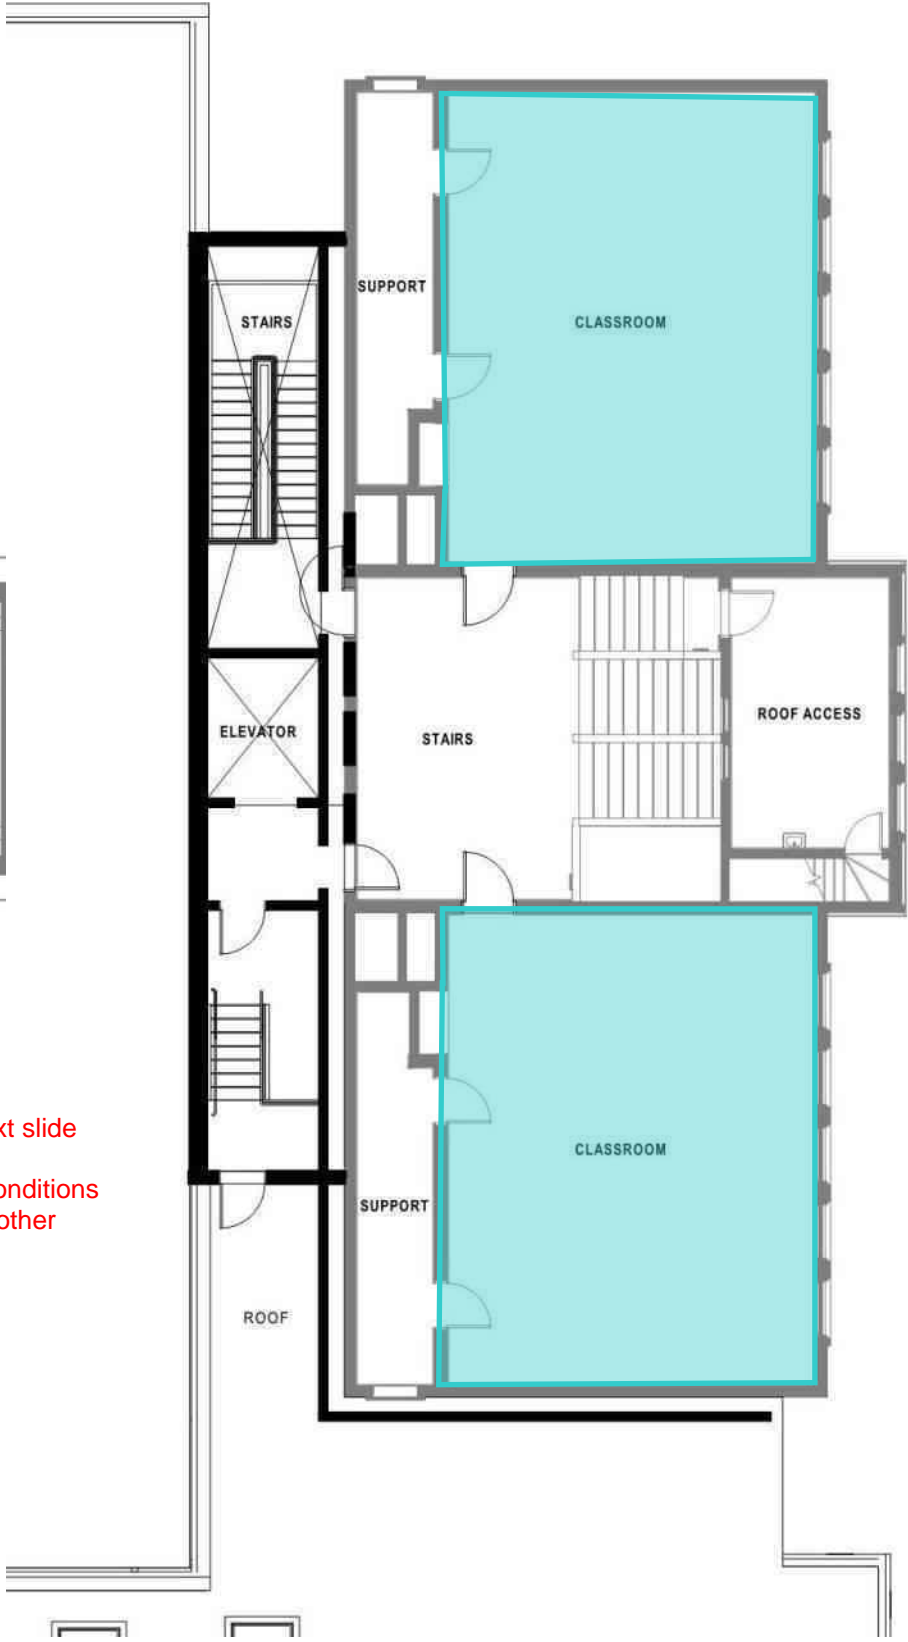 SUPPORT
STAIRS
CLASSROOM
ROOF ACCESS
ELEVATOR
STAIRS
xt slide
CLASSROOM
onditions
SUPPORT
other
ROOF